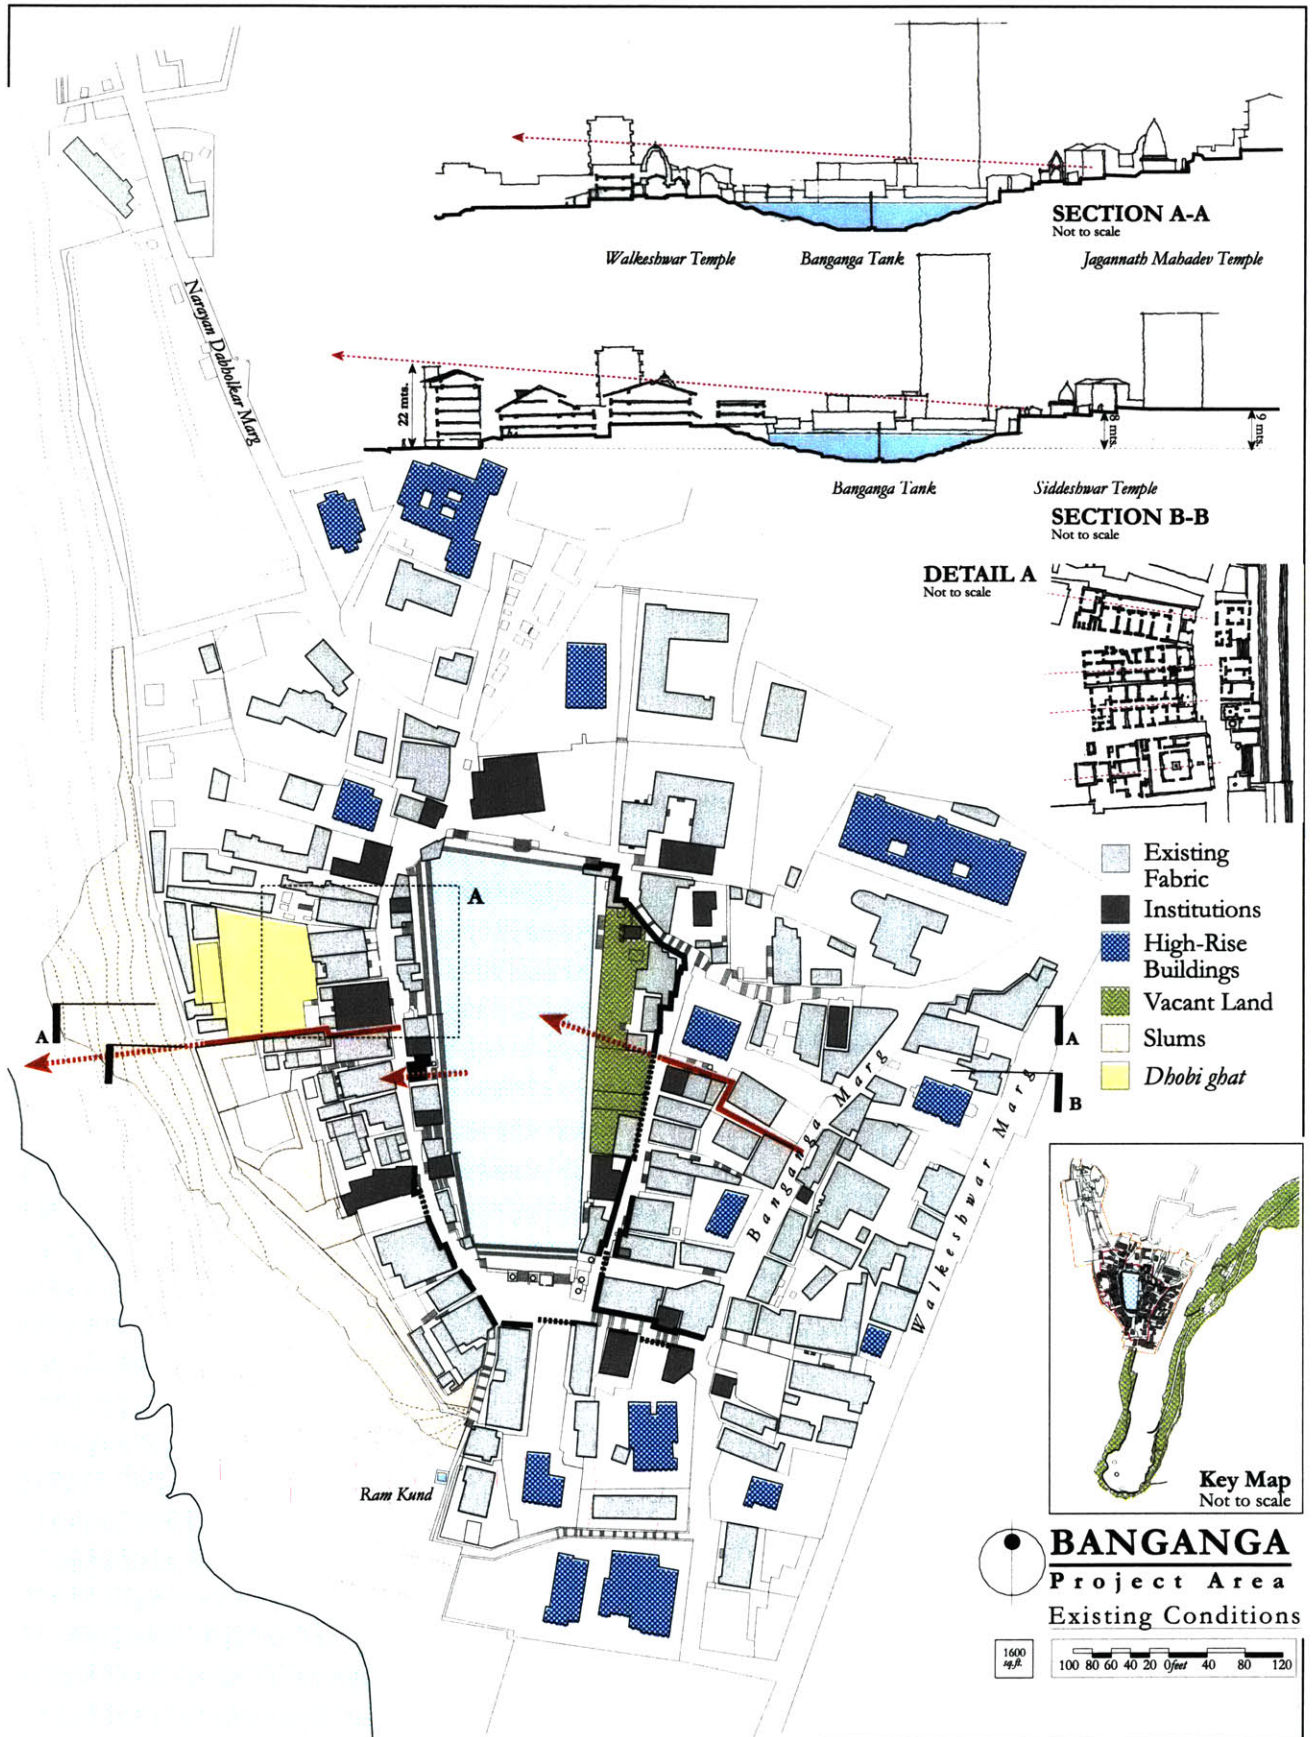 SECTION A-A
Not to scale
Walkeshwar Temple
Banganga Tank
Jagannath Mahadev Temple
Narayan Dabholkar Marg
22 mts.
8 mts.
9 mts.
Banganga Tank
Siddeshwar Temple
SECTION B-B
Not to scale
DETAIL A
Not to scale
Existing
Fabric
Institutions
High-Rise
Buildings
Vacant Land
Slums
Dhobi ghat
A
A
A
B
Banganga Marg
Walkeshwar Marg
Ram Kund
Key Map
Not to scale
BANGANGA
Project Area
Existing Conditions
1600
sq.ft.
100 80 60 40 20 0feet 40 80 120